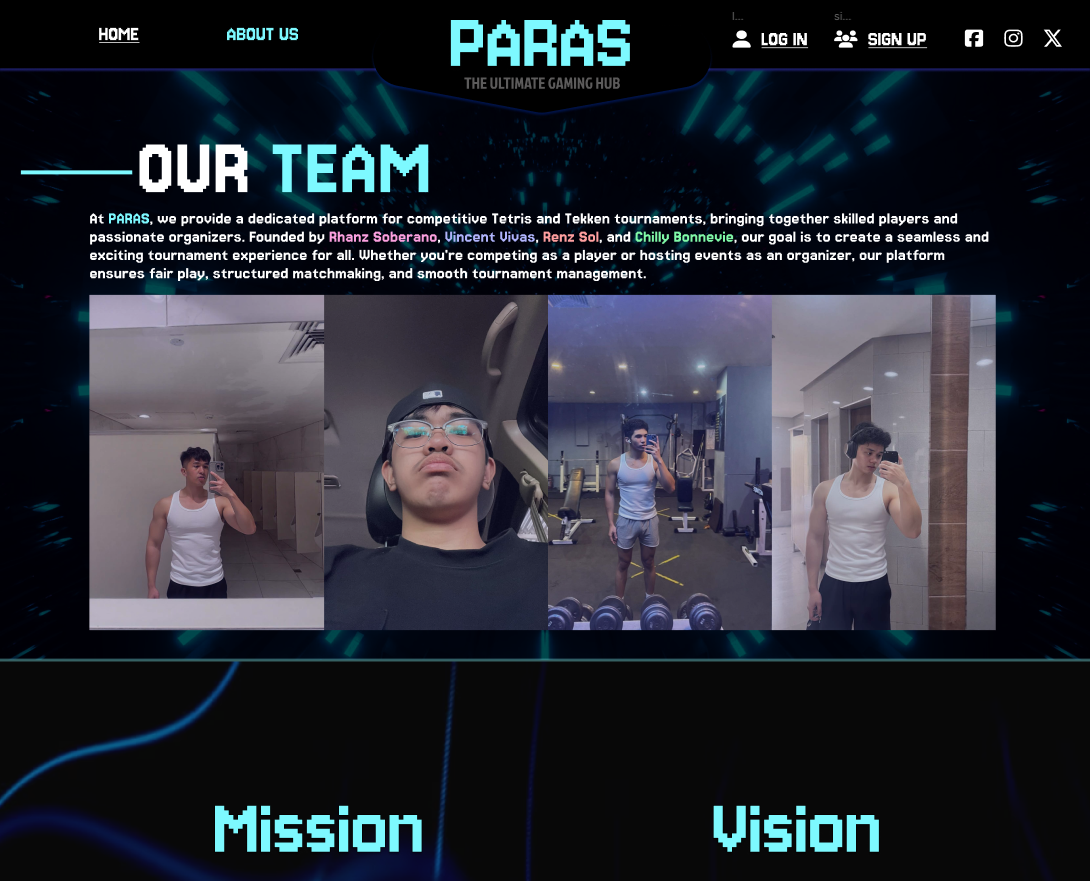 HOME
ABOUT US
PARAS
THE ULTIMATE GAMING HUB
l...
LOG IN
si...
SIGN UP
OUR TEAM
At PARAS, we provide a dedicated platform for competitive Tetris and Tekken tournaments, bringing together skilled players and
passionate organizers. Founded by Rhanz Soberano, Vincent Vivas, Renz Sol, and Chilly Bonnevie, our goal is to create a seamless and
exciting tournament experience for all. Whether you're competing as a player or hosting events as an organizer, our platform
ensures fair play, structured matchmaking, and smooth tournament management.
Mission
Vision